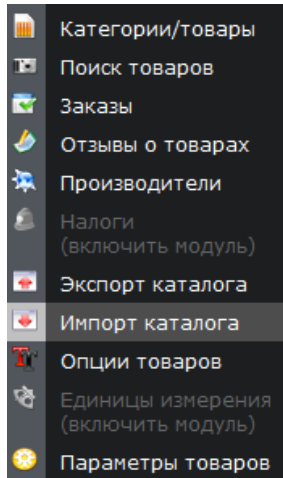 Категории/товары
Поиск товаров
Заказы
Отзывы о товарах
Производители
Налоги
(включить модуль)
Экспорт каталога
Импорт каталога
Опции товаров
Единицы измерения
(включить модуль)
Параметры товаров